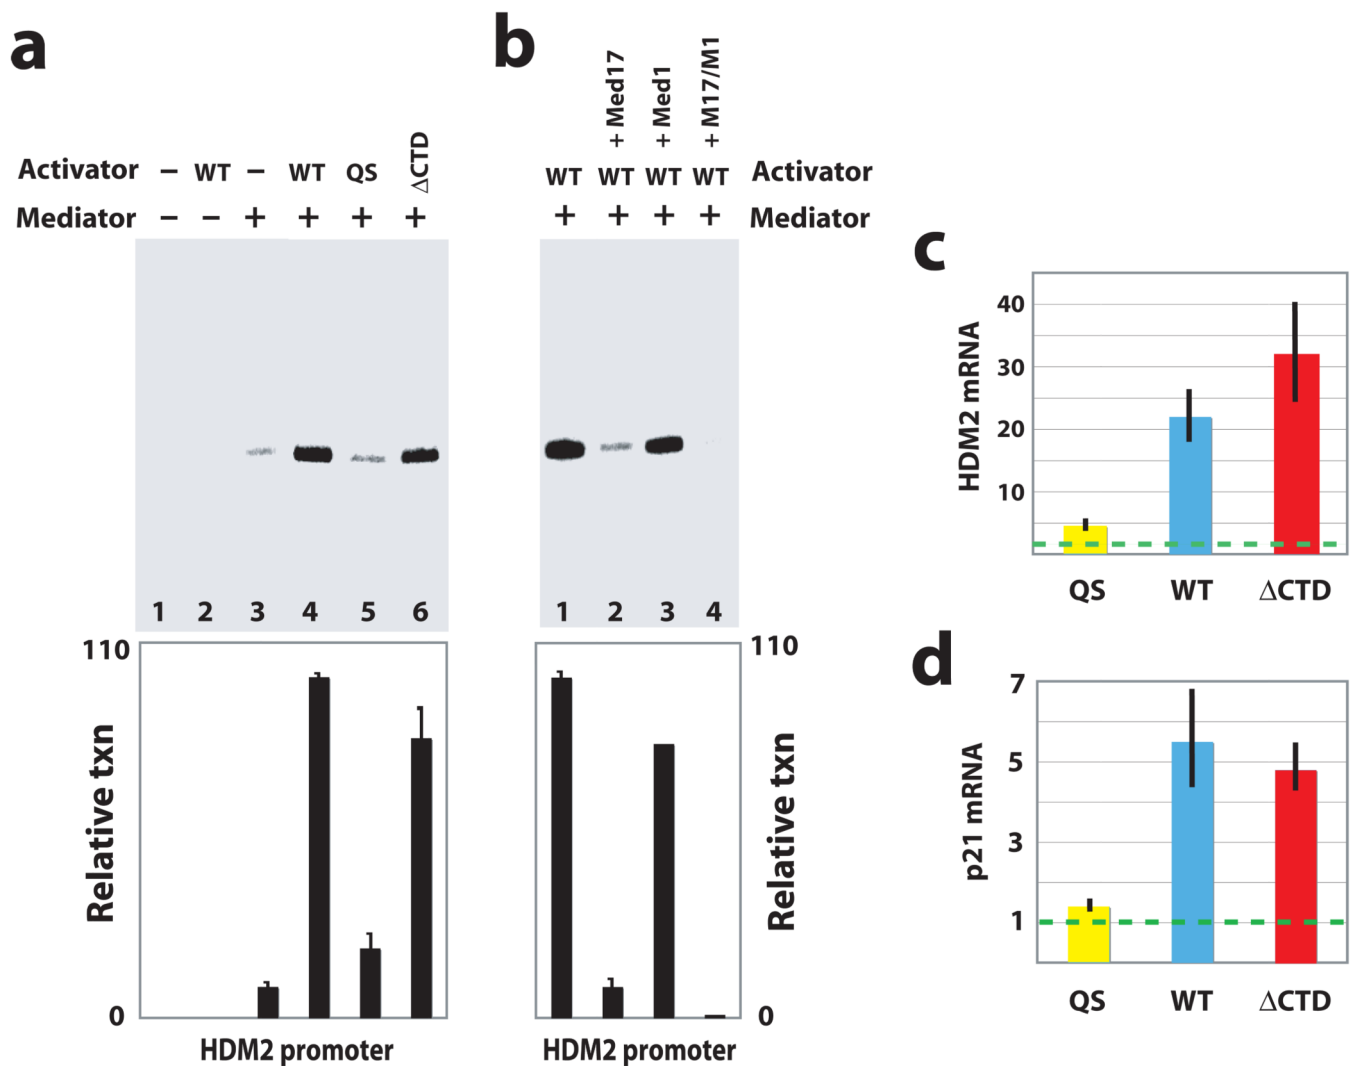 a
Activator – WT – WT QS ΔCTD
Mediator – – + + + +
1 2 3 4 5 6
110
Relative txn
0
HDM2 promoter
b
+ Med17
+ Med1
+ M17/M1
WT WT WT WT Activator
+ + + + Mediator
1 2 3 4
110
Relative txn
0
HDM2 promoter
c
HDM2 mRNA
40
30
20
10
QS WT ΔCTD
d
p21 mRNA
7
5
3
1
QS WT ΔCTD